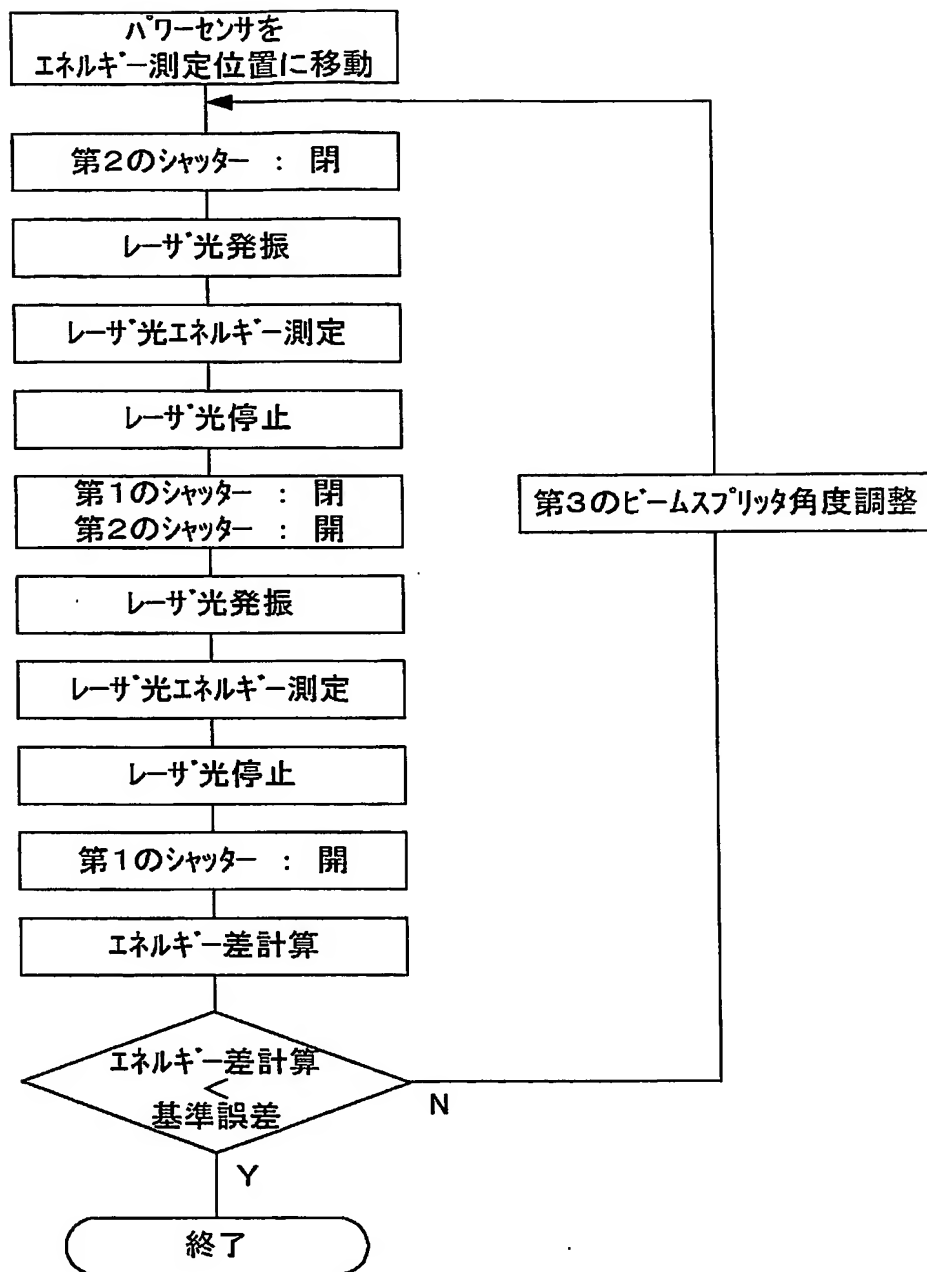 ﾊﾟﾜｰセンサを
ｴﾈﾙｷﾞｰ測定位置に移動
第２のｼｬｯﾀｰ ： 閉
ﾚｰｻﾞ光発振
ﾚｰｻﾞ光ｴﾈﾙｷﾞｰ測定
ﾚｰｻﾞ光停止
第１のｼｬｯﾀｰ ： 閉
第２のｼｬｯﾀｰ ： 開
ﾚｰｻﾞ光発振
ﾚｰｻﾞ光ｴﾈﾙｷﾞｰ測定
ﾚｰｻﾞ光停止
第１のｼｬｯﾀｰ ： 開
ｴﾈﾙｷﾞｰ差計算
ｴﾈﾙｷﾞｰ差計算
＜
基準誤差
N
Y
終了
第３のﾋﾞｰﾑｽﾌﾟﾘｯﾀ角度調整